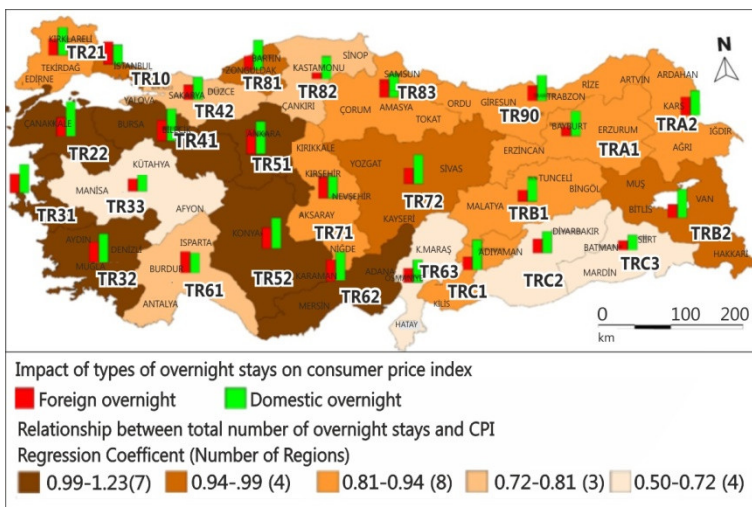 KIRKLARELİ
TR21
TEKİRDAĞ
EDİRNE
İSTANBUL
TR10
YALOVA
SAKARYA
DÜZCE
TR42
BARTIN
ZONGULDAK
TR81
KASTAMONU
SİNOP
TR82
ÇANKIRI
SAMSUN
TR83
ÇORUM
AMASYA
TOKAT
ORDU
GİRESUN
TRABZON
TR90
RİZE
ARTVİN
ARDAHAN
KARS
TRA2
IĞDIR
AĞRI
BAYBURT
ERZURUM
TRA1
ERZİNCAN
N
ÇANAKKALE
TR22
BURSA
TR41
ANKARA
TR51
KIRIKKALE
KIRŞEHİR
NEVŞEHİR
AKSARAY
TR71
NİĞDE
YOZGAT
SİVAS
TR72
KAYSERİ
TUNCELİ
BİNGÖL
MALATYA
TRB1
MUŞ
BİTLİS
VAN
TRB2
HAKKARİ
KÜTAHYA
MANİSA
TR33
AFYON
TR31
AYDIN
DENİZLİ
MUĞLA
TR32
ISPARTA
BURDUR
TR61
ANTALYA
KONYA
TR52
KARAMAN
MERSİN
ADANA
TR62
K.MARAŞ
TR63
HATAY
ADIYAMAN
TRC1
KİLİS
DİYARBAKIR
TRC2
BATMAN
SİİRT
TRC3
MARDİN
0 100 200
km
Impact of types of overnight stays on consumer price index
Foreign overnight Domestic overnight
Relationship between total number of overnight stays and CPI
Regression Coeffıcent (Number of Regions)
0.99-1.23(7) 0.94-.99 (4) 0.81-0.94 (8) 0.72-0.81 (3) 0.50-0.72 (4)